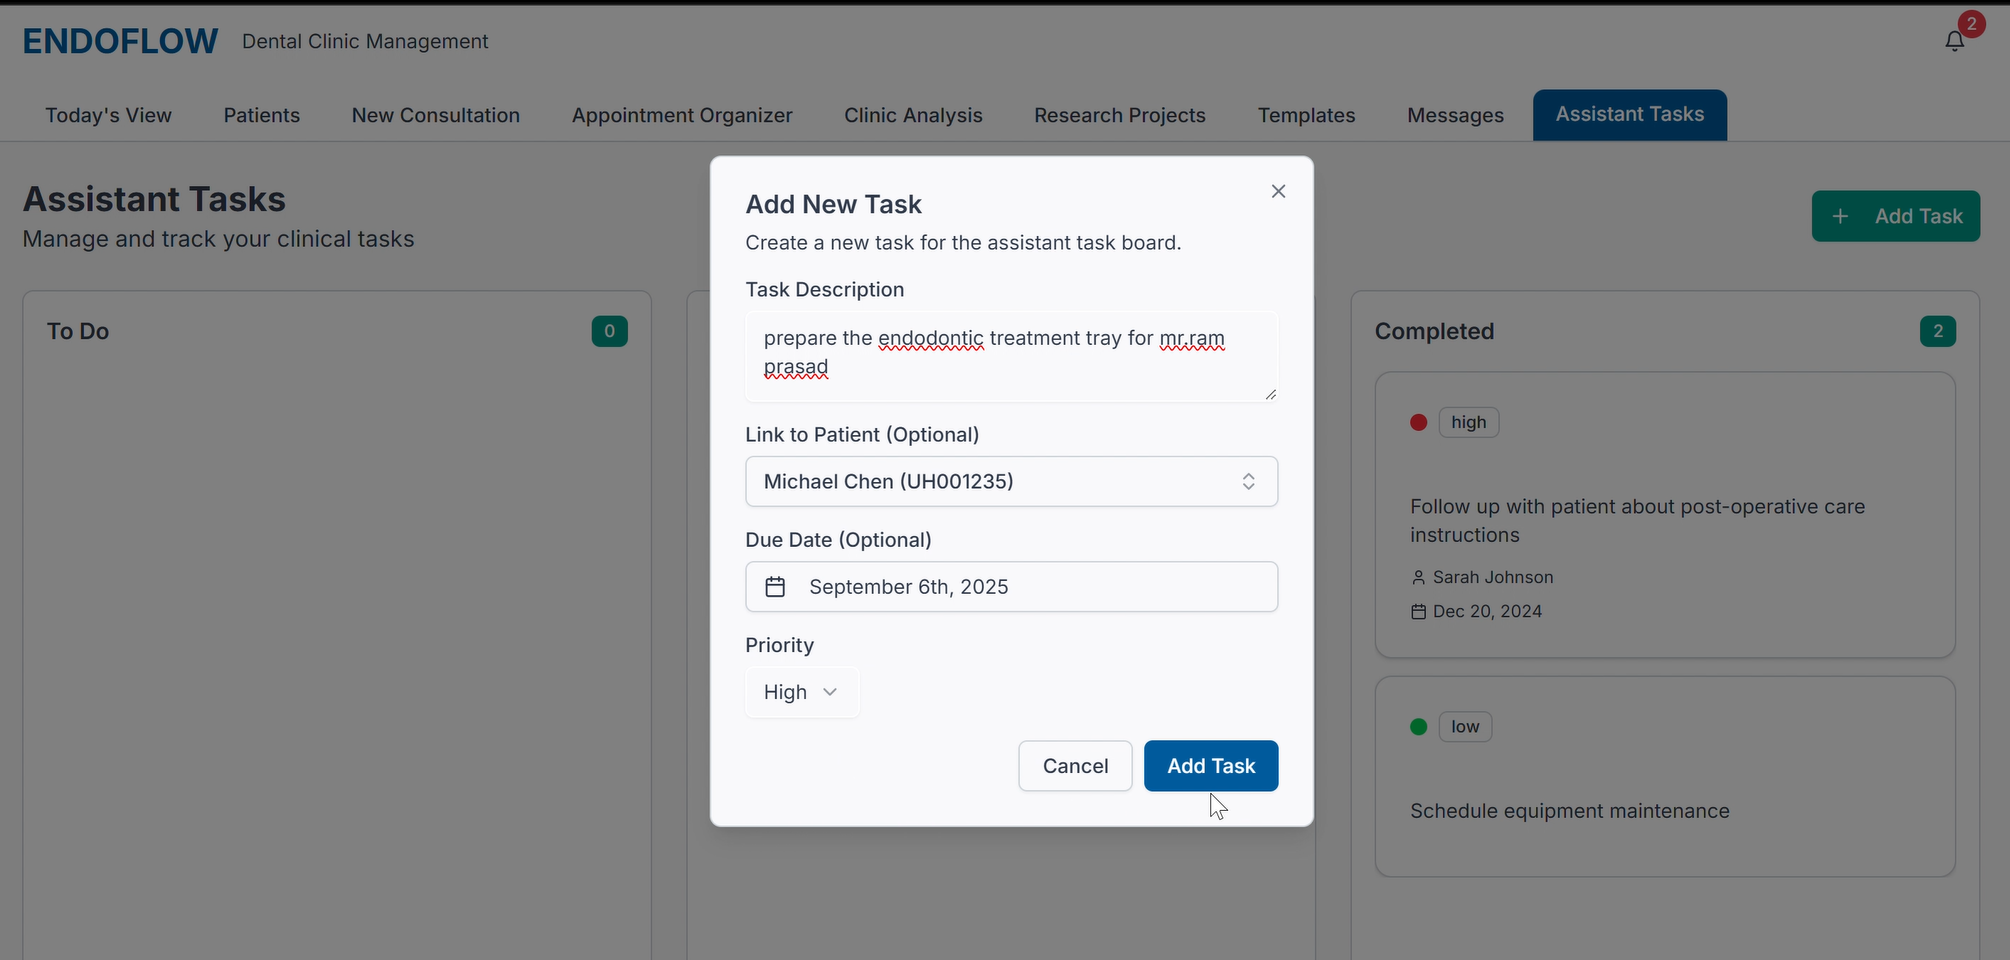 ENDOFLOW Dental Clinic Management 2
Today's View Patients New Consultation Appointment Organizer Clinic Analysis Research Projects Templates Messages Assistant Tasks
Assistant Tasks
Manage and track your clinical tasks
+ Add Task
To Do 0
Add New Task
Create a new task for the assistant task board.
Task Description
prepare the endodontic treatment tray for mr.ram
prasad
Link to Patient (Optional)
Michael Chen (UH001235)
Due Date (Optional)
September 6th, 2025
Priority
High
Cancel Add Task
Completed 2
high
Follow up with patient about post-operative care
instructions
Sarah Johnson
Dec 20, 2024
low
Schedule equipment maintenance